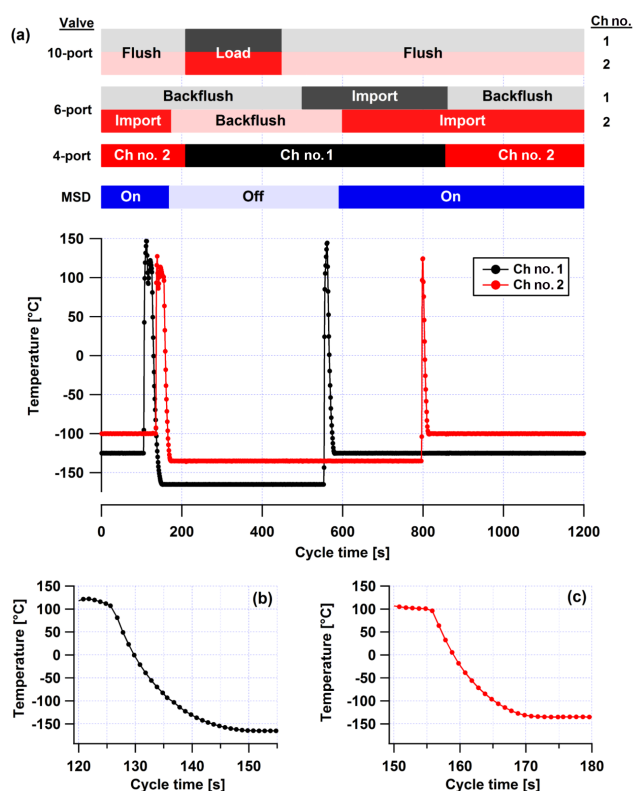 Valve
Ch no.
(a)
10-port
Flush
Load
Flush
1
2
6-port
Backflush
Import
Backflush
1
Import
Backflush
Import
2
4-port
Ch no. 2
Ch no.1
Ch no. 2
MSD
On
Off
On
Temperature [°C]
150
100
50
0
-50
-100
-150
Ch no. 1
Ch no. 2
0
200
400
600
800
1000
1200
Cycle time [s]
(b)
Temperature [°C]
150
100
50
0
-50
-100
-150
120
130
140
150
Cycle time [s]
(c)
Temperature [°C]
150
100
50
0
-50
-100
-150
150
160
170
180
Cycle time [s]